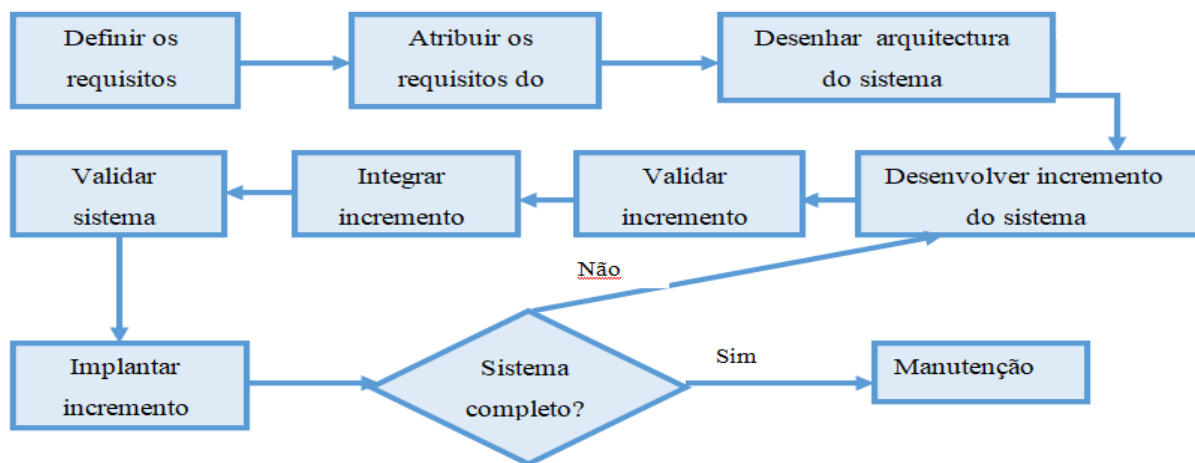 Definir os
requisitos
Atribuir os
requisitos do
Desenhar arquitectura
do sistema
Desenvolver incremento
do sistema
Validar
incremento
Integrar
incremento
Validar
sistema
Implantar
incremento
Sistema
completo?
Não
Sim
Manutenção